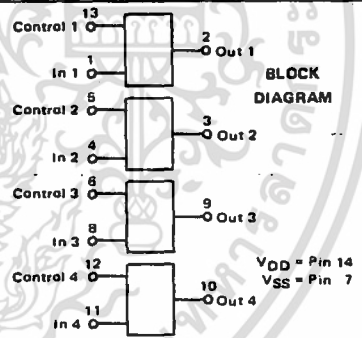 13
Control 1
2
Out 1
1
In 1
BLOCK
DIAGRAM
5
Control 2
3
Out 2
4
In 2
6
Control 3
9
Out 3
8
In 3
12
Control 4
10
Out 4
11
In 4
VDD = Pin 14
VSS = Pin 7